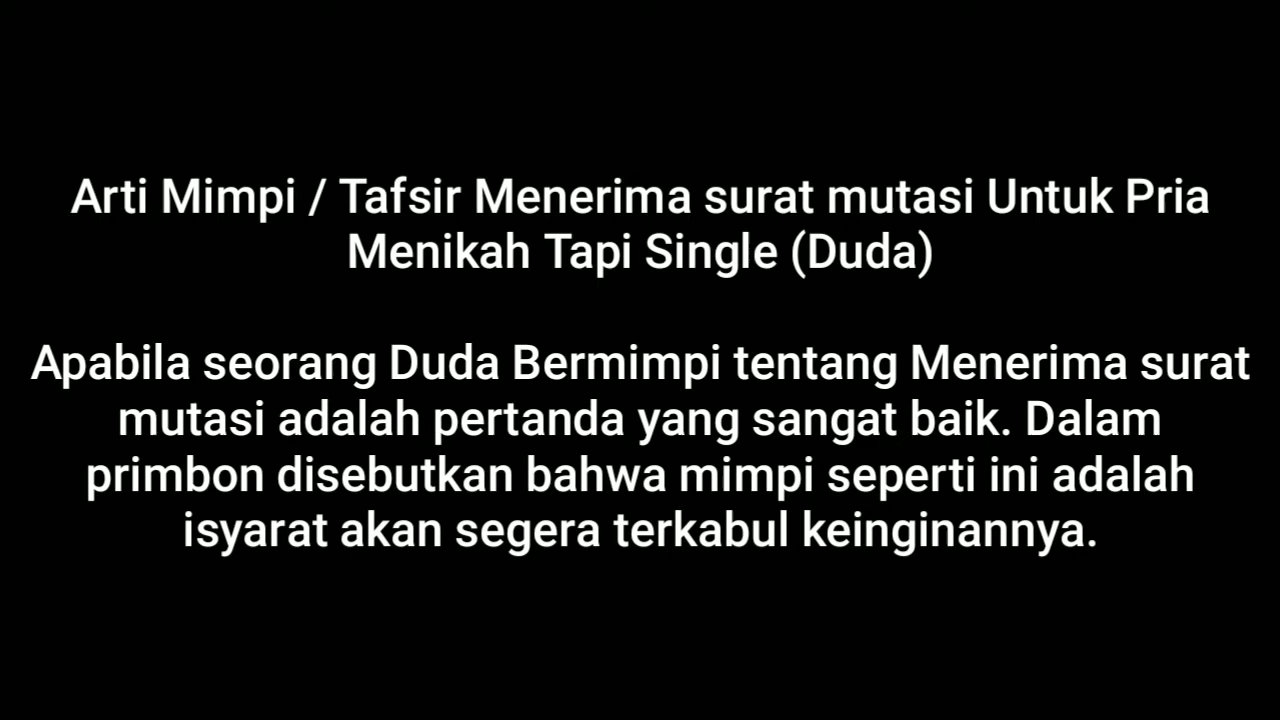 Arti Mimpi / Tafsir Menerima surat mutasi Untuk Pria
Menikah Tapi Single (Duda)
Apabila seorang Duda Bermimpi tentang Menerima surat
mutasi adalah pertanda yang sangat baik. Dalam
primbon disebutkan bahwa mimpi seperti ini adalah
isyarat akan segera terkabul keinginannya.